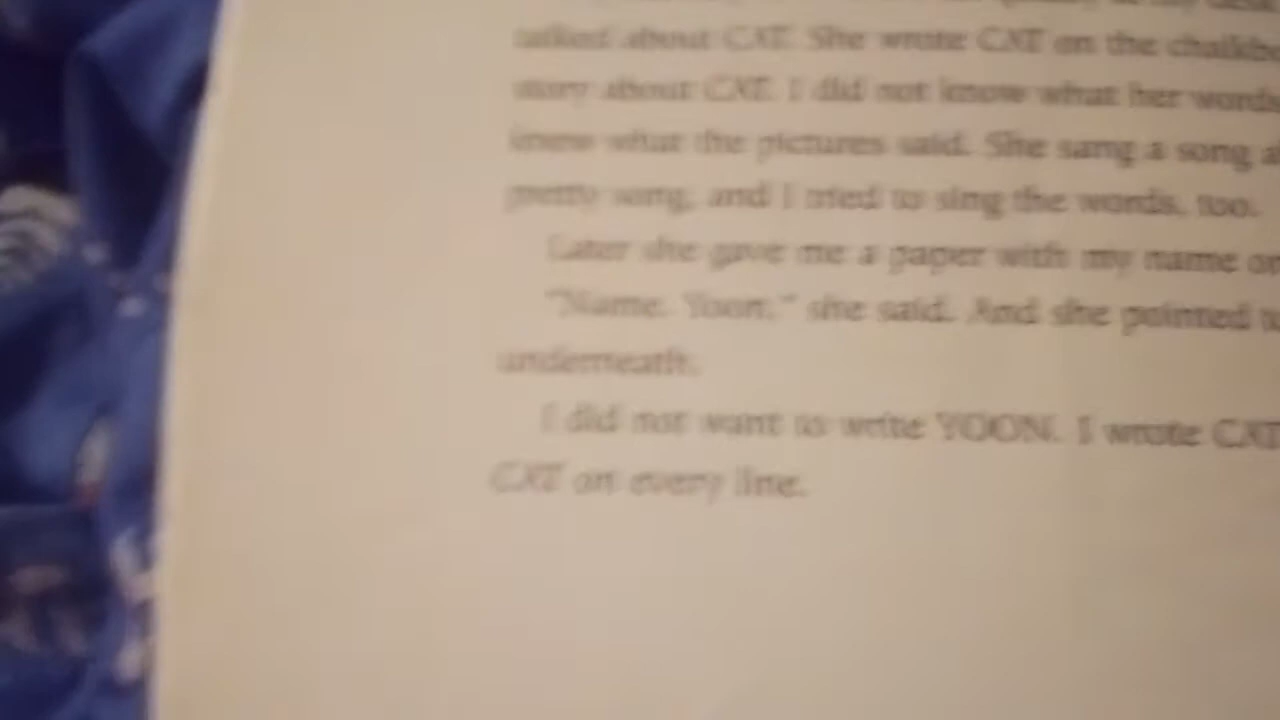 talked about CAT. She wrote CAT on the
story about CAT. I did not know what her words
knew what the pictures said. She sang a song
pretty song, and I tried to sing the words, too.
Later she gave me a paper with my name on
"Name. Yoon," she said. And she pointed
underneath.
I did not want to write YOON. I wrote CAT
CAT on every line.